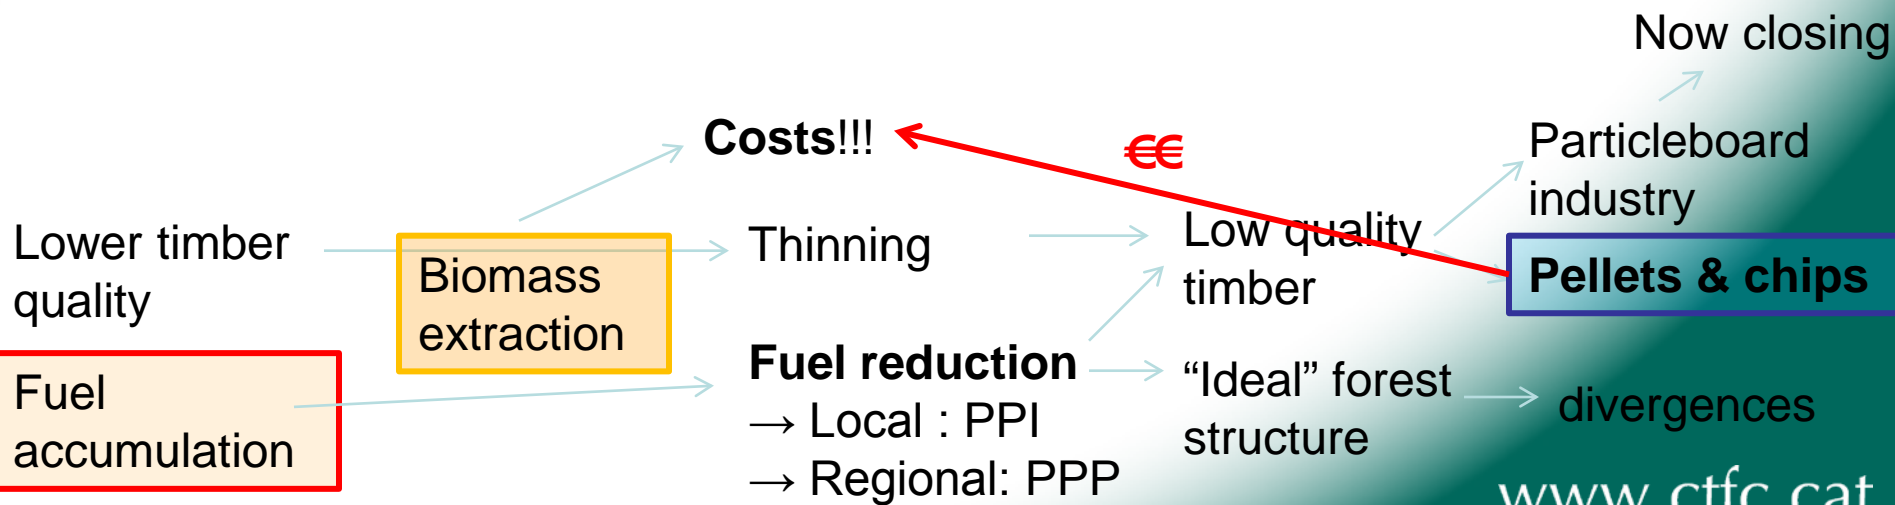 Now closing
Costs!!!
€€
Particleboard
industry
Lower timber
quality
Biomass
extraction
Thinning
Low quality
timber
Pellets & chips
Fuel
accumulation
Fuel reduction
→ Local : PPI
→ Regional: PPP
“Ideal” forest
structure
divergences
www.ctfc.cat